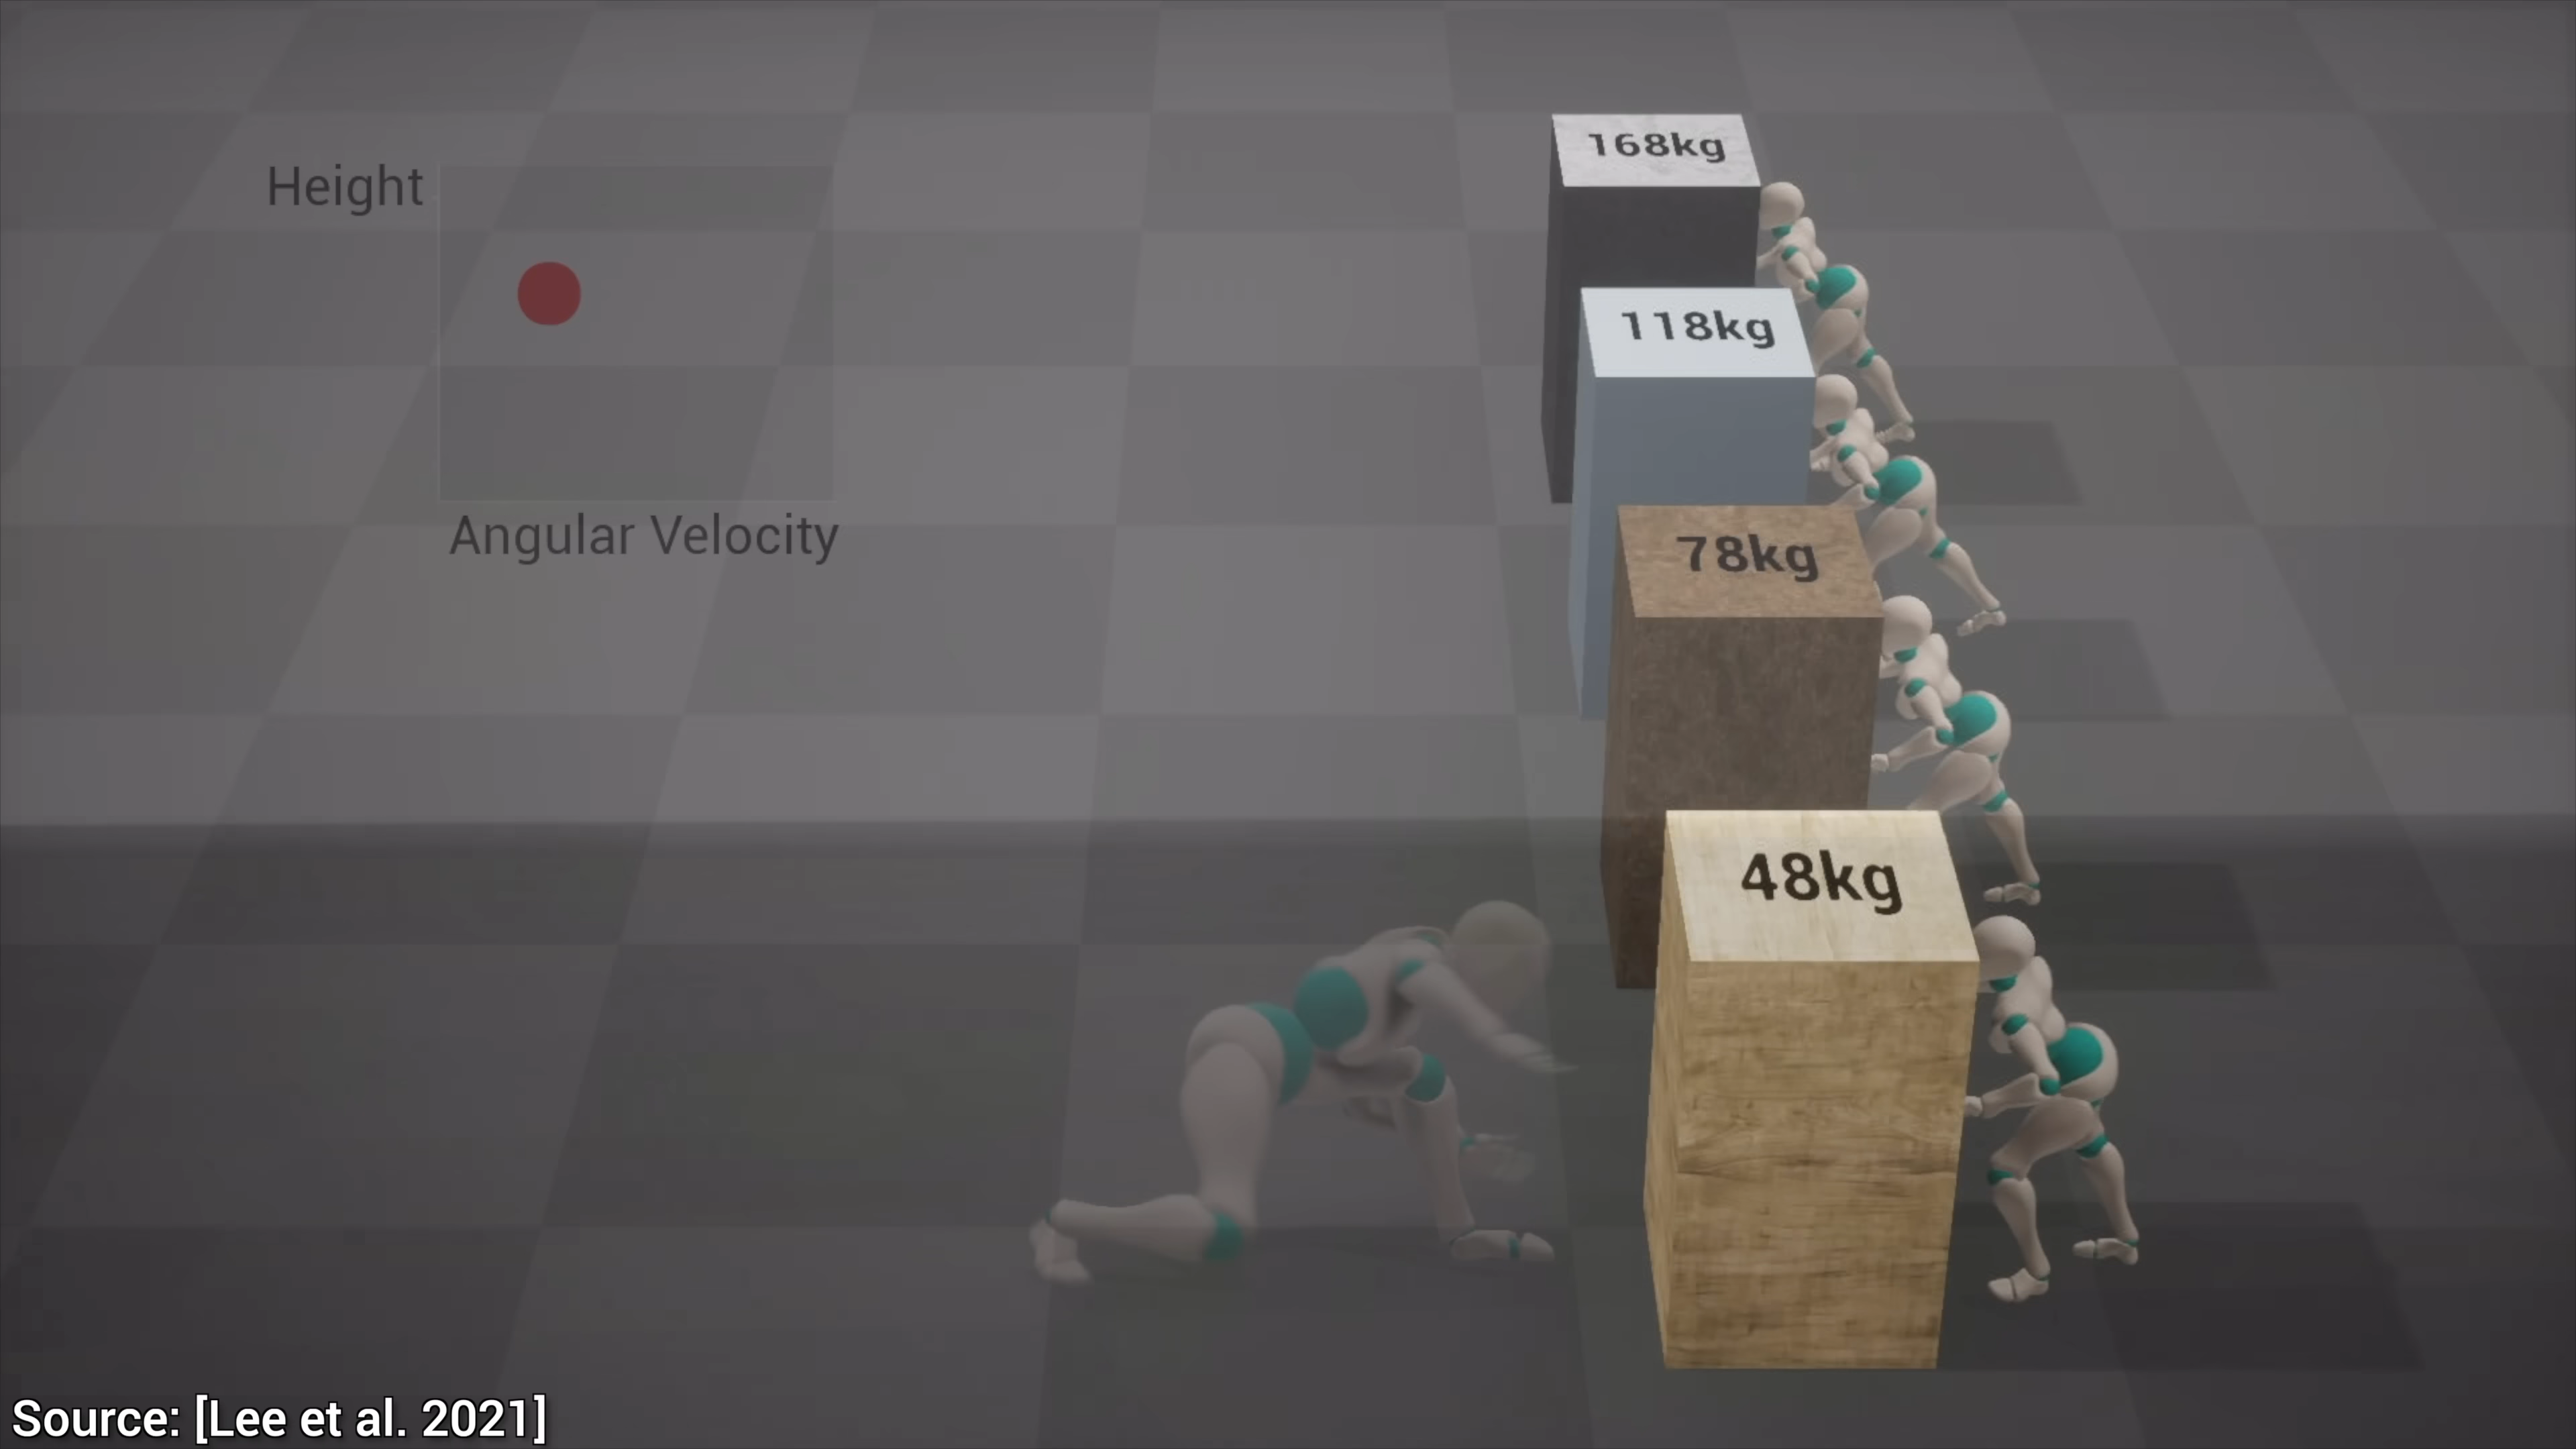 168kg
Height
118kg
Angular Velocity
78kg
48kg
Source: [Lee et al. 2021]